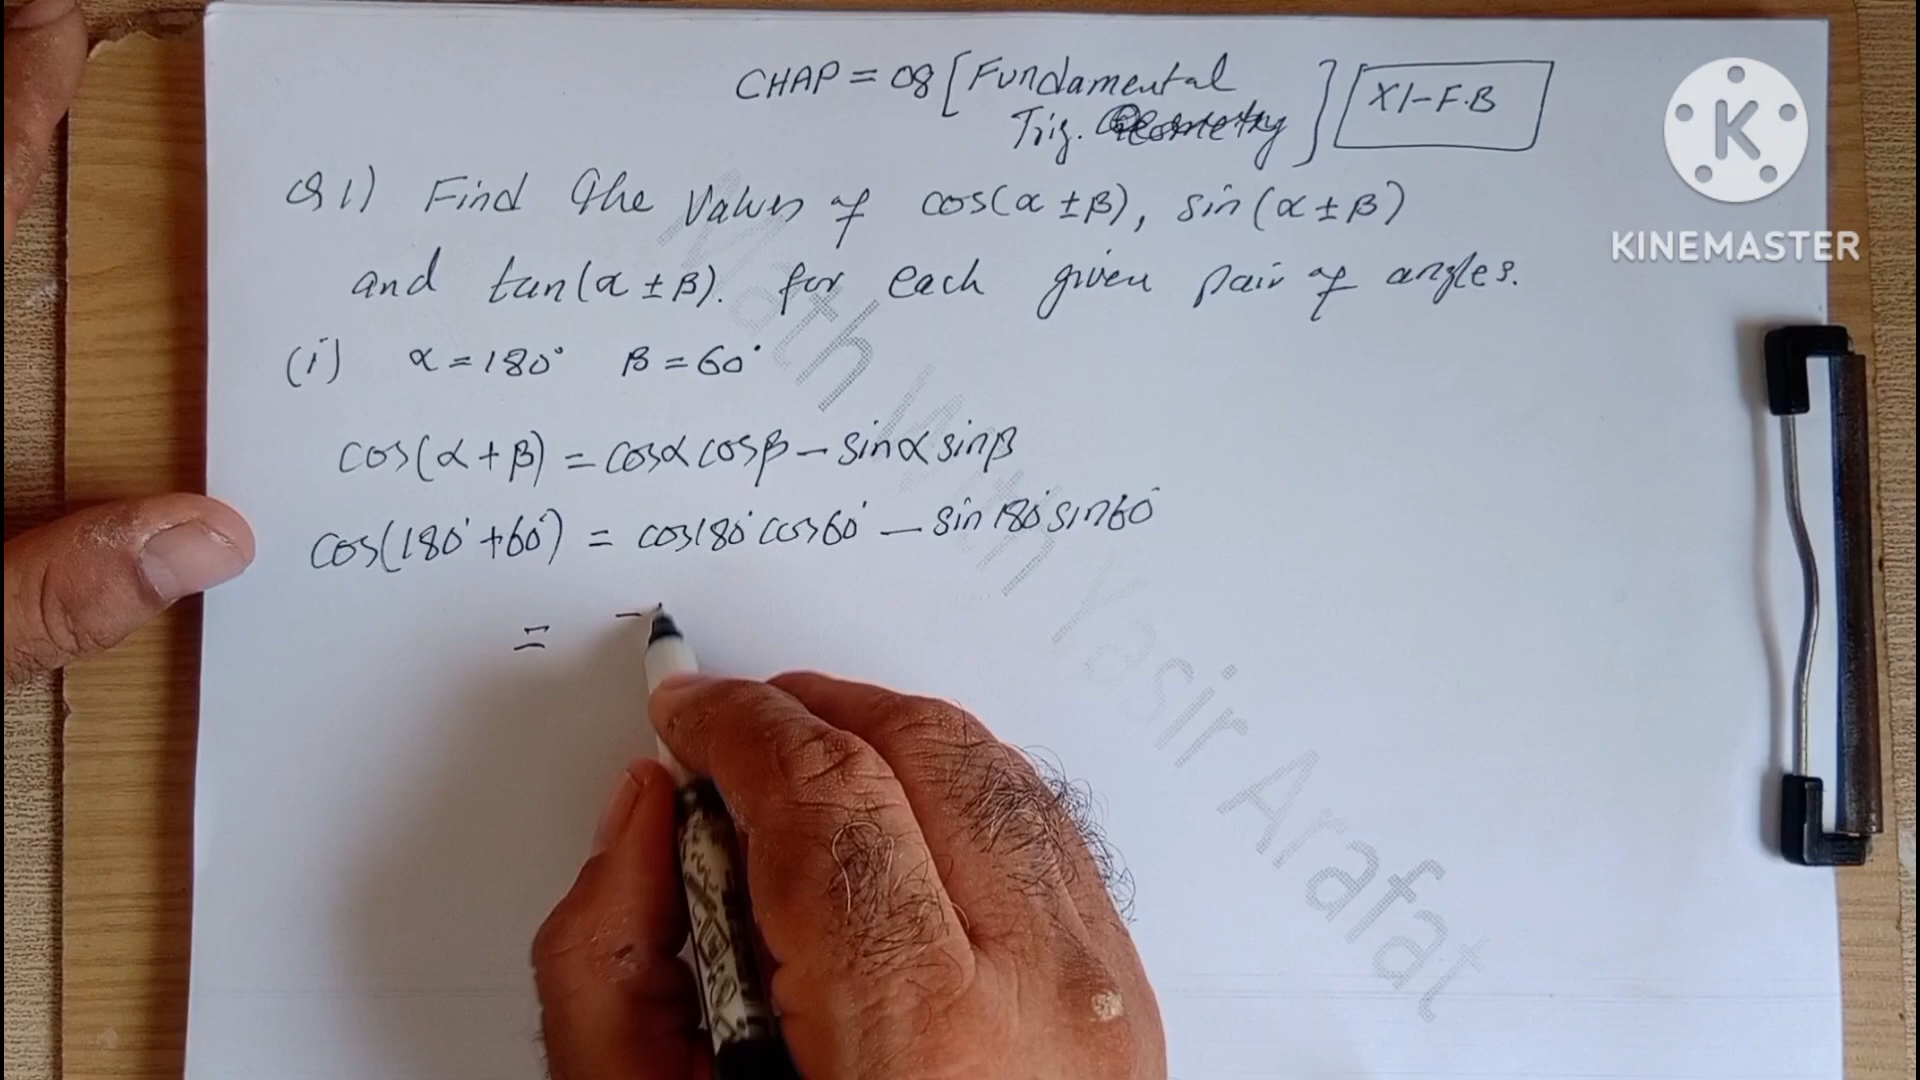 CHAP = 08 [Fundamental
Trig. Geometry] XI-F.B
K
KINEMASTER
Q1) Find the Values of cos(α ± β), sin(α ± β)
and tan(α ± β). for each given pair of angles.
(i) α = 180° β = 60°
cos(α + β) = cosα cosβ - sinα sinβ
cos(180° + 60°) = cos180° cos60° - sin180° sin60°
= -
Math With Yasir Arafat